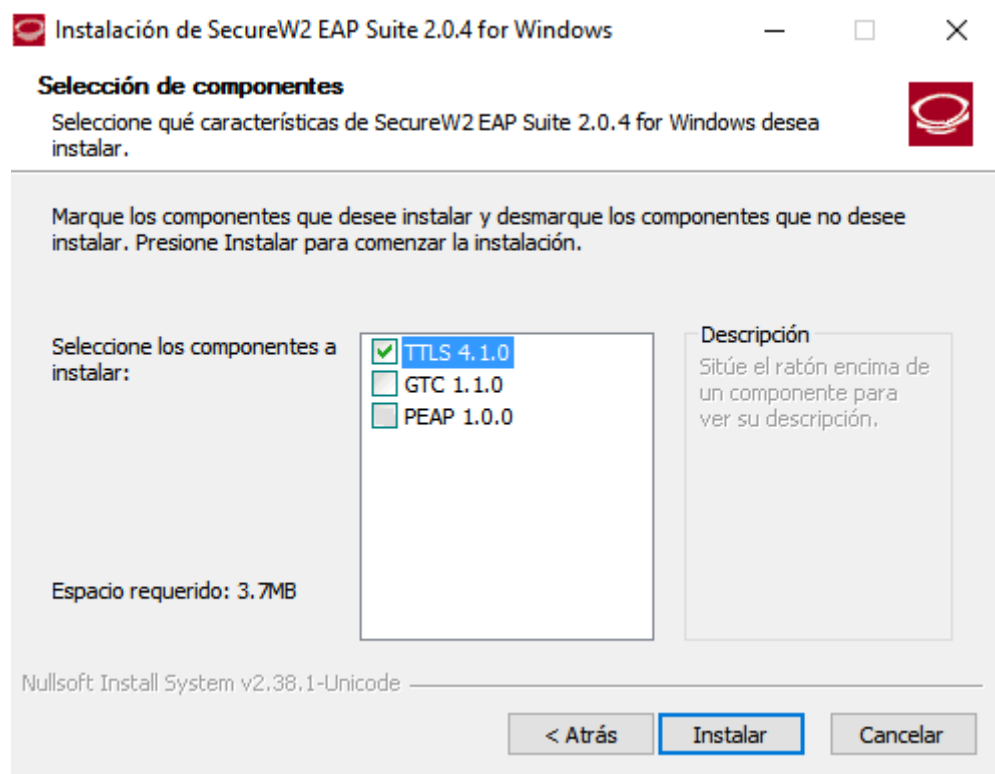 Instalación de SecureW2 EAP Suite 2.0.4 for Windows
Selección de componentes
Seleccione qué características de SecureW2 EAP Suite 2.0.4 for Windows desea
instalar.
Marque los componentes que desee instalar y desmarque los componentes que no desee
instalar. Presione Instalar para comenzar la instalación.
Seleccione los componentes a
instalar:
TTLS 4.1.0
GTC 1.1.0
PEAP 1.0.0
Descripción
Sitúe el ratón encima de
un componente para
ver su descripción.
Espacio requerido: 3.7MB
Nullsoft Install System v2.38.1-Unicode
< Atrás
Instalar
Cancelar